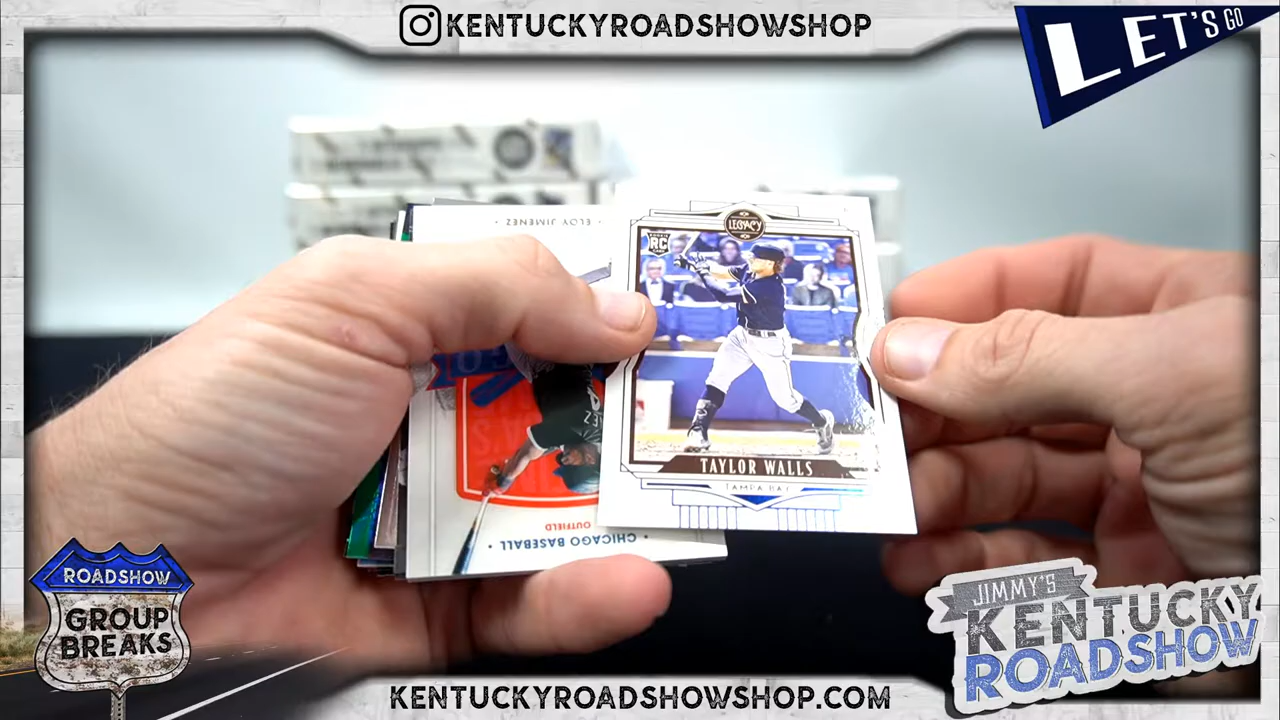 KENTUCKYROADSHOWSHOP
LET'S GO
ELOY JIMENEZ
LEGACY
RC
TAYLOR WALLS
TAMPA BAY
OUTFIELD
• CHICAGO BASEBALL •
ROADSHOW
GROUP
BREAKS
JIMMY'S
KENTUCKY
ROADSHOW
KENTUCKYROADSHOWSHOP.COM